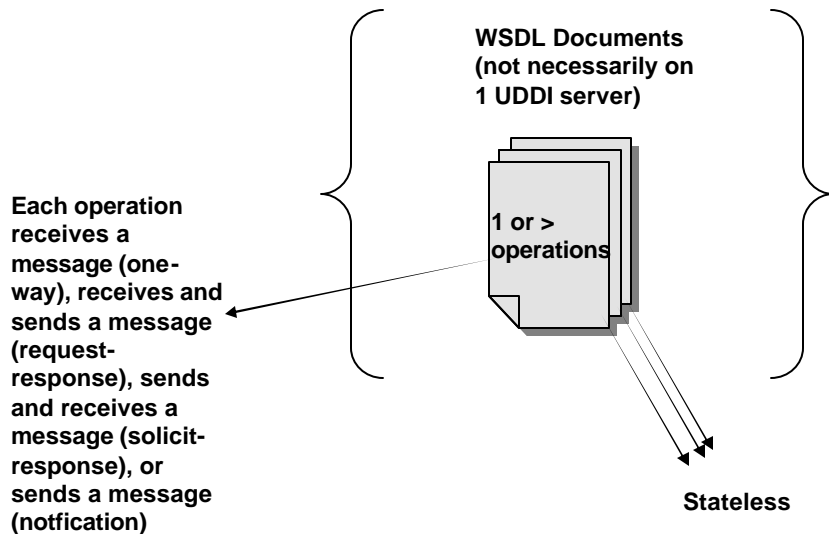 WSDL Documents
(not necessarily on
1 UDDI server)
1 or >
operations
Each operation
receives a
message (one-
way), receives and
sends a message
(request-
response), sends
and receives a
message (solicit-
response), or
sends a message
(notfication)
Stateless